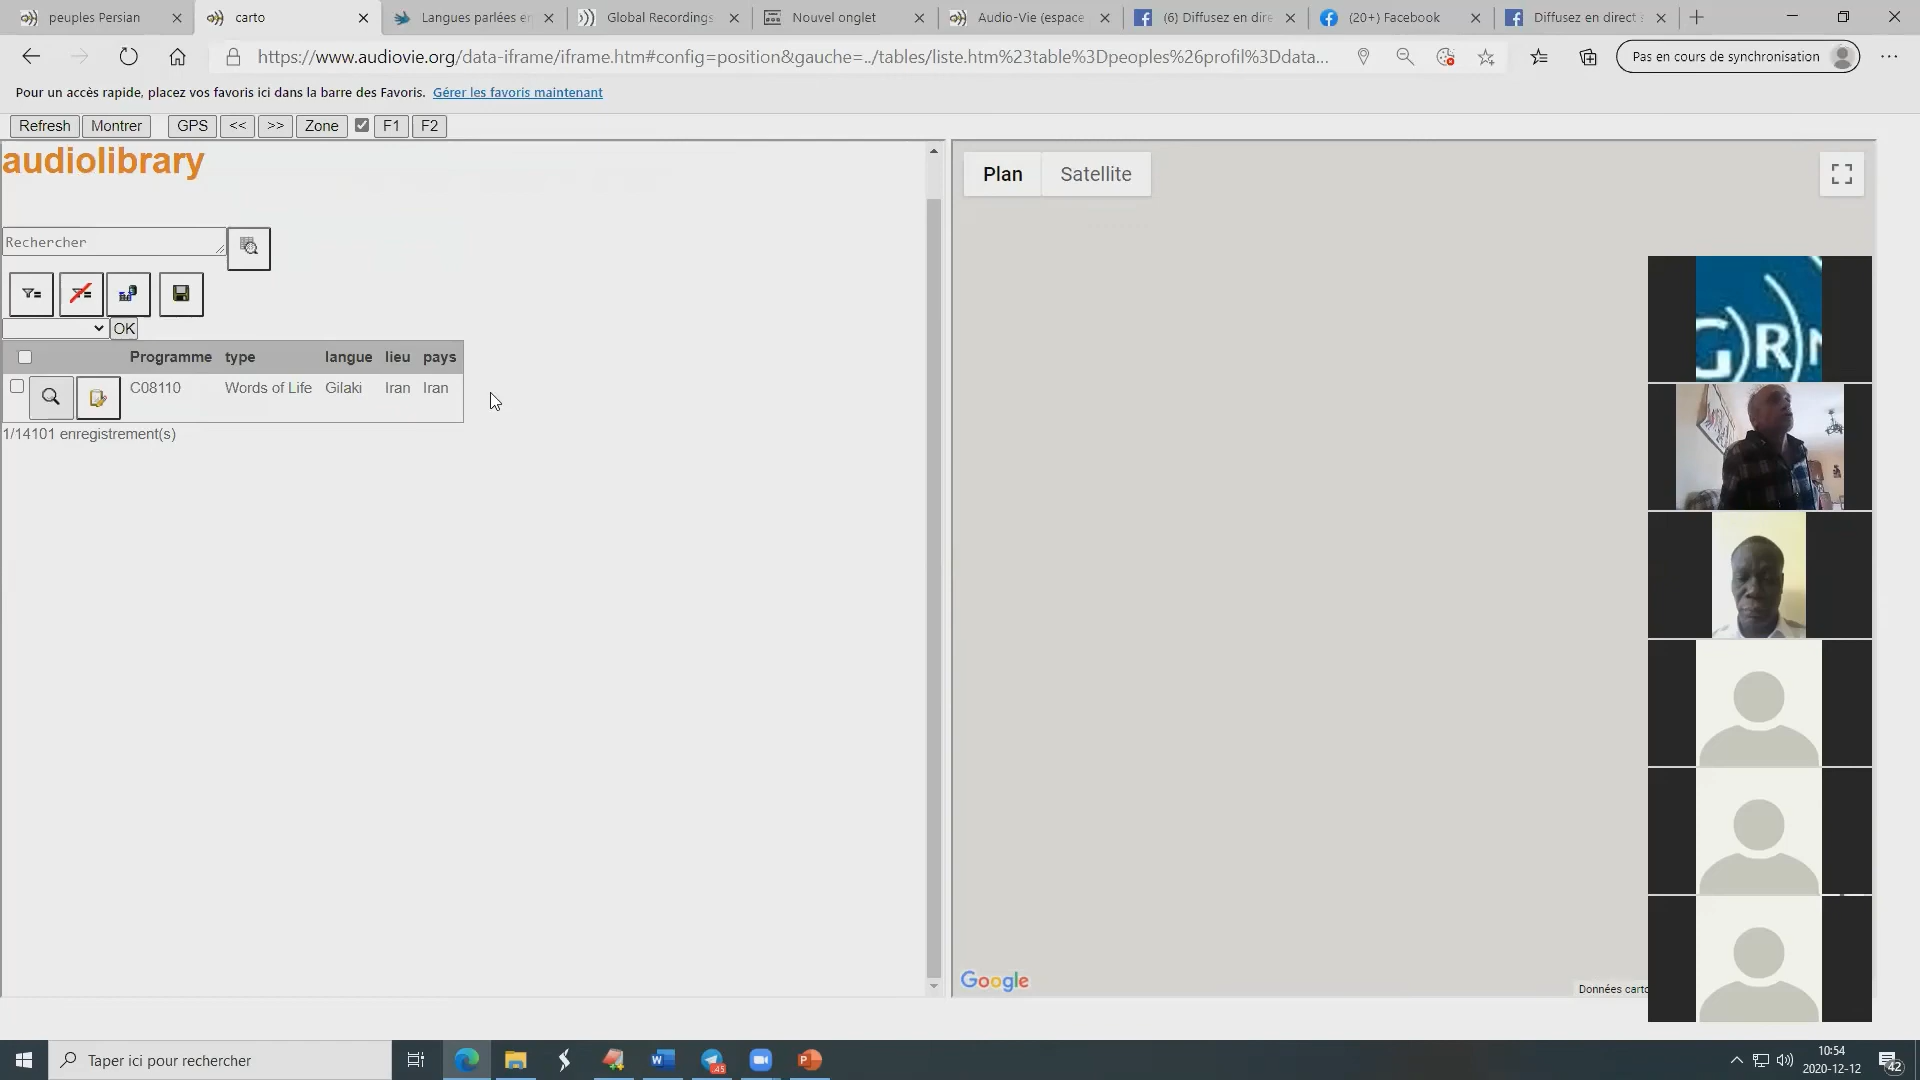 peuples Persian
carto
Langues parlées en
Global Recordings
Nouvel onglet
Audio-Vie (espace
(6) Diffusez en dire
(20+) Facebook
Diffusez en direct s
https://www.audiovie.org/data-iframe/iframe.htm#config=position&gauche=../tables/liste.htm%23table%3Dpeoples%26profil%3Ddata...
Pas en cours de synchronisation
Pour un accès rapide, placez vos favoris ici dans la barre des Favoris. Gérer les favoris maintenant
Refresh Montrer GPS << >> Zone F1 F2
audiolibrary
Plan Satellite
Rechercher
OK
Programme type langue lieu pays
C08110 Words of Life Gilaki Iran Iran
1/14101 enregistrement(s)
G)RN
Google
Données carto
Taper ici pour rechercher
45
10:54
2020-12-12
42